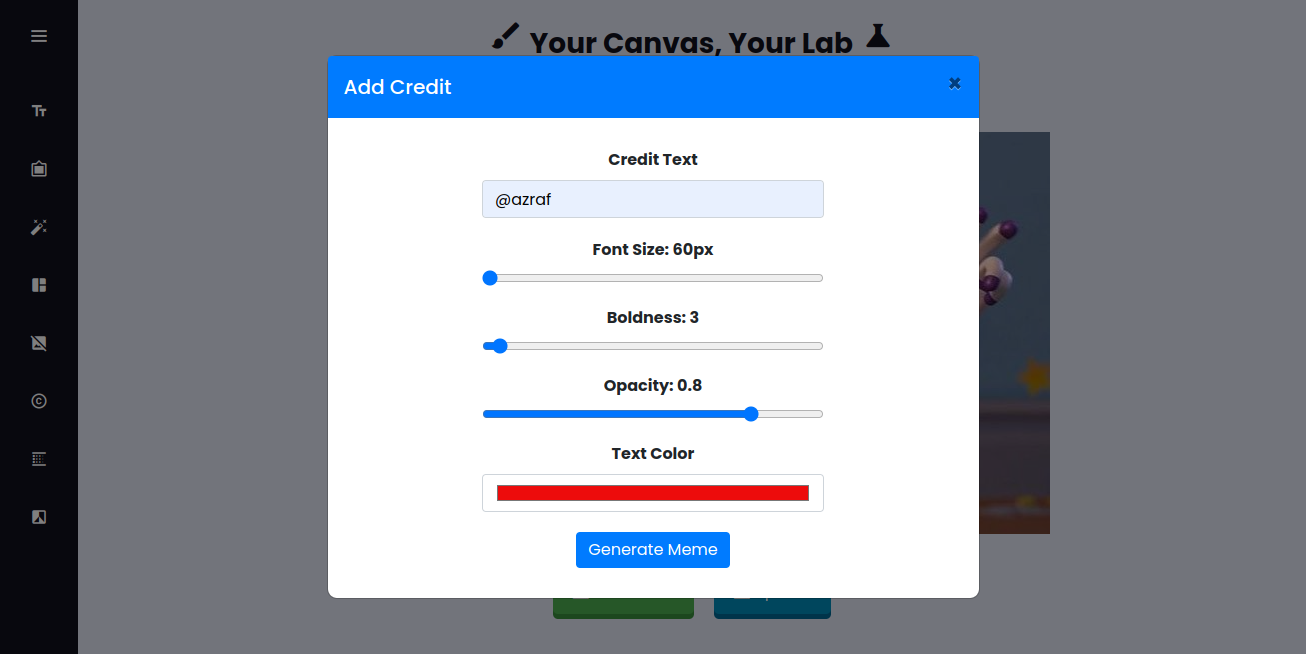 Your Canvas, Your Lab
Add Credit
×
Credit Text
@azraf
Font Size: 60px
Boldness: 3
Opacity: 0.8
Text Color
Generate Meme